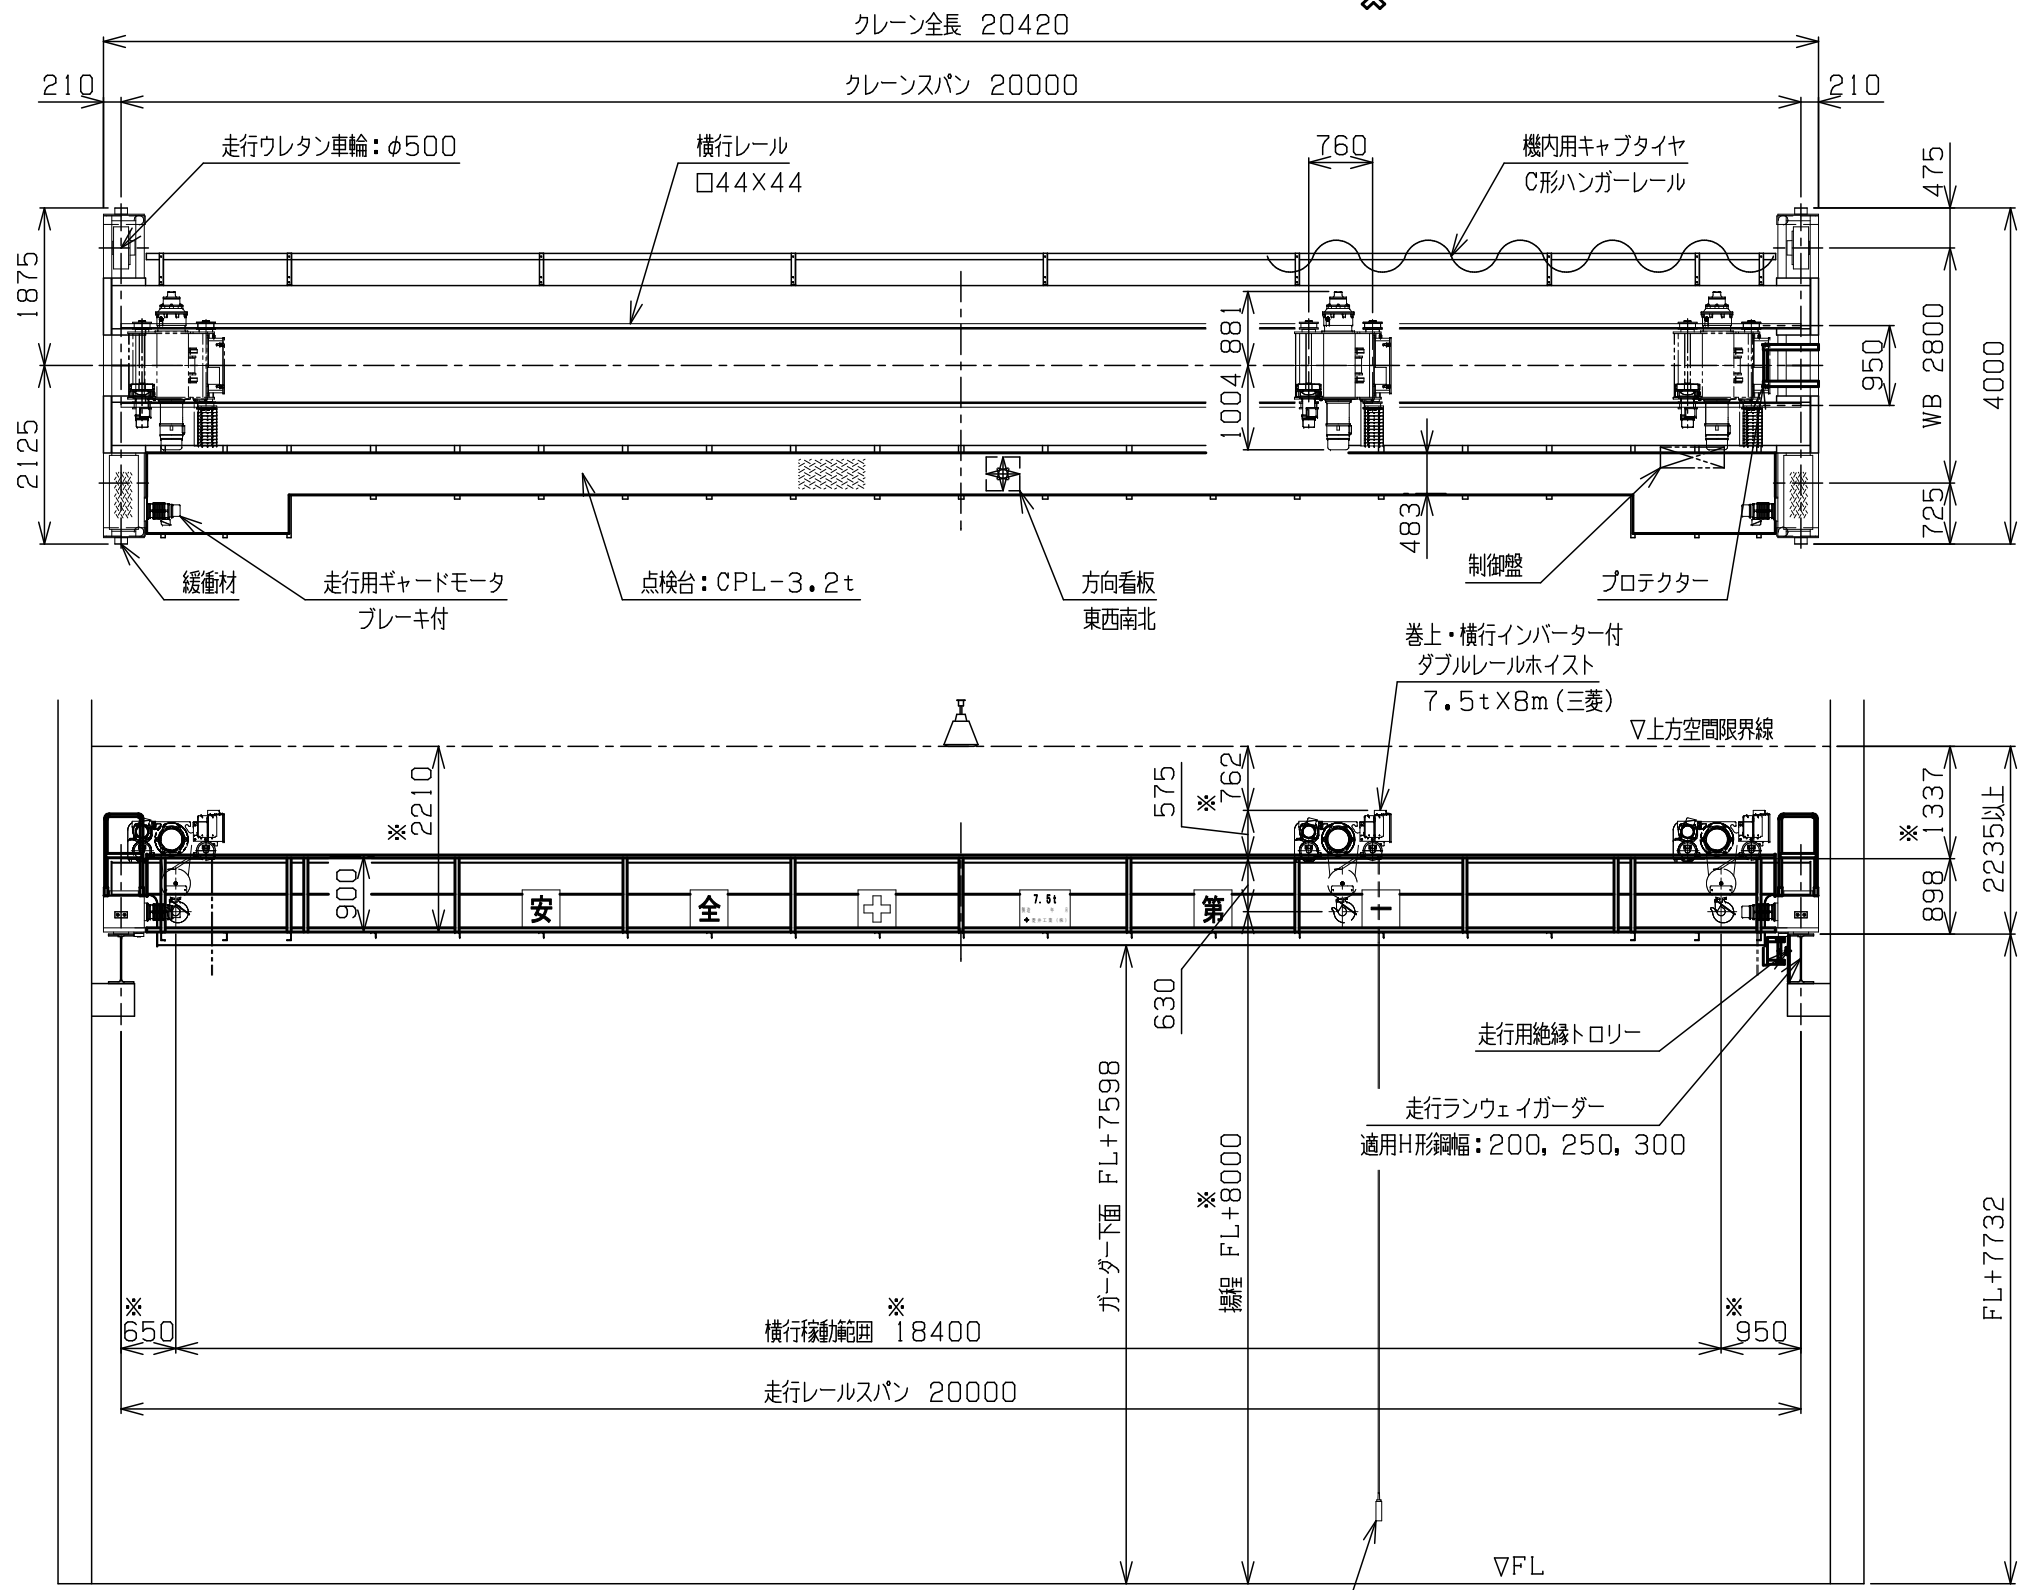 クレーン全長 20420
210
クレーンスパン 20000
210
走行ウレタン車輪：φ500
横行レール
□44×44
760
機内用キャブタイヤ
C形ハンガーレール
475
1875
881
950
WB 2800
4000
1004
2125
483
725
緩衝材
走行用ギャードモータ
ブレーキ付
点検台：CPL-3.2t
方向看板
東西南北
制御盤
プロテクター
巻上・横行インバーター付
ダブルレールホイスト
7.5t×8m(三菱)
▽上方空間限界線
※2210
575
※762
※1337
2235以上
900
安
全
7.5t
第
一
898
630
走行用絶縁トロリー
走行ランウェイガーダー
適用H形鋼幅：200, 250, 300
ガーダー下面 FL+7598
揚程 ※FL+8000
FL+7732
※650
横行稼動範囲 ※18400
※950
走行レールスパン 20000
▽FL